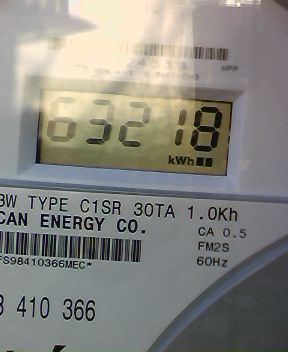 63218
kWh
3W TYPE C1SR 30TA 1.0Kh
CAN ENERGY CO.
CA 0.5
FM2S
60Hz
FS98410366MEC*
3 410 366